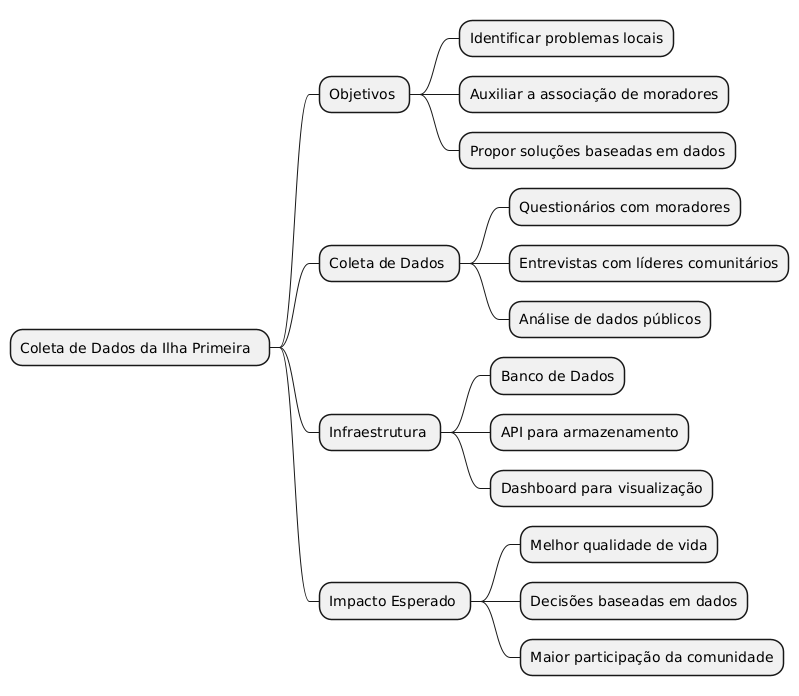 Coleta de Dados da Ilha Primeira
Objetivos
Identificar problemas locais
Auxiliar a associação de moradores
Propor soluções baseadas em dados
Coleta de Dados
Questionários com moradores
Entrevistas com líderes comunitários
Análise de dados públicos
Infraestrutura
Banco de Dados
API para armazenamento
Dashboard para visualização
Impacto Esperado
Melhor qualidade de vida
Decisões baseadas em dados
Maior participação da comunidade